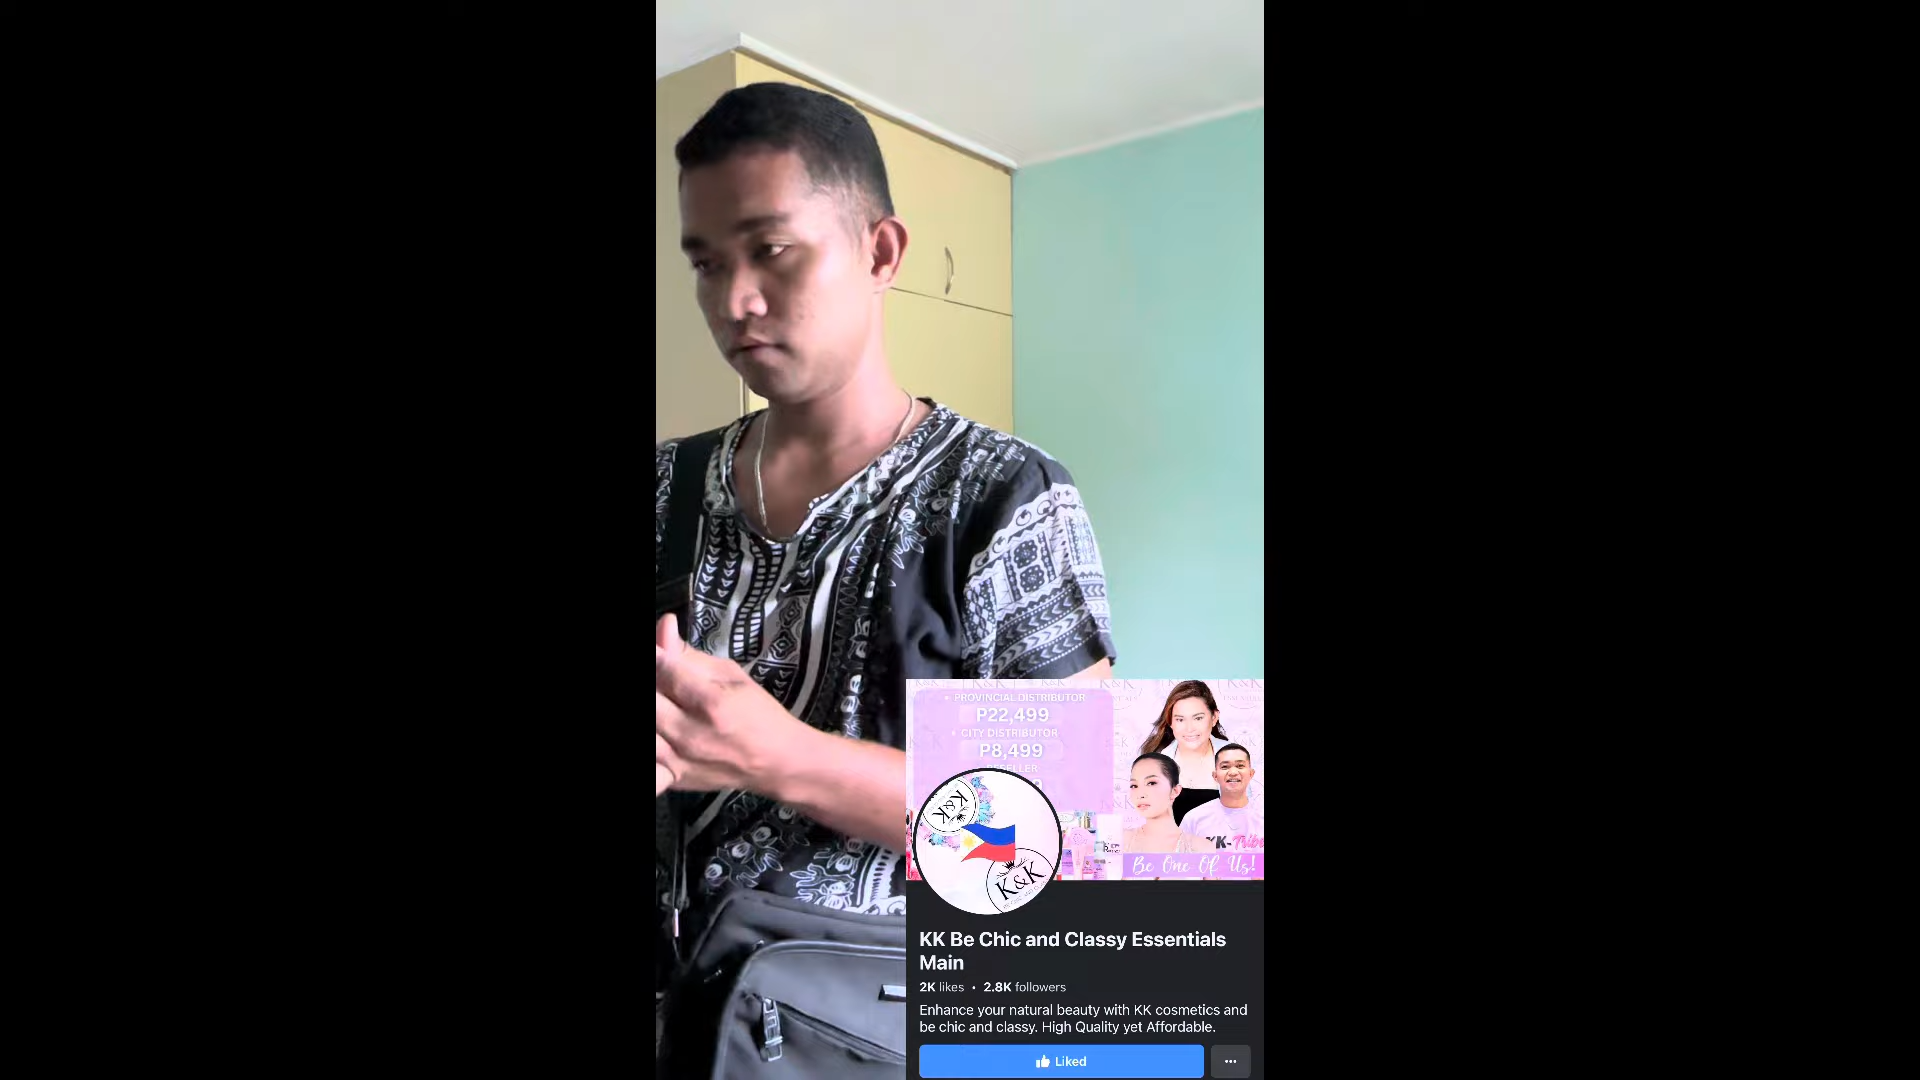 • PROVINCIAL DISTRIBUTOR
P22,499
• CITY DISTRIBUTOR
P8,499
K&K
K&K
KK-Tribe
Be One Of Us!
KK Be Chic and Classy Essentials
Main
2K likes • 2.8K followers
Enhance your natural beauty with KK cosmetics and
be chic and classy. High Quality yet Affordable.
Liked